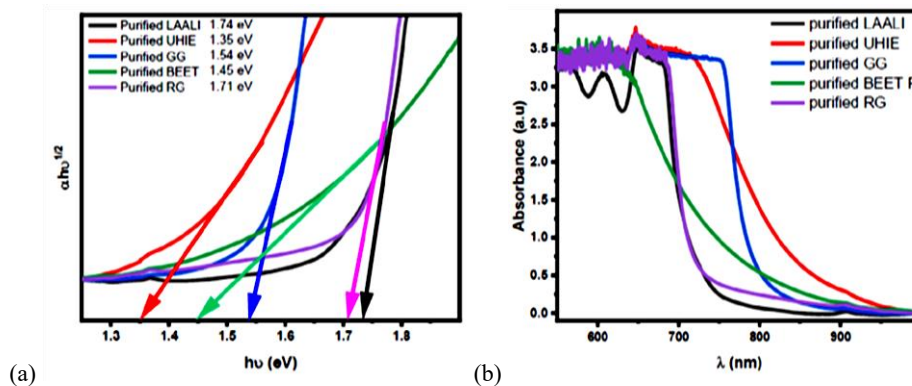 Purified LAALI 1.74 eV
Purified UHIE 1.35 eV
Purified GG 1.54 eV
Purified BEET 1.45 eV
Purified RG 1.71 eV
αhυ1/2
1.3 1.4 1.5 1.6 1.7 1.8
hυ (eV)
(a)
purified LAALI
purified UHIE
purified GG
purified BEET R
purified RG
3.5
3.0
2.5
2.0
1.5
1.0
0.5
0.0
Absorbance (a.u)
600 700 800 900
λ (nm)
(b)